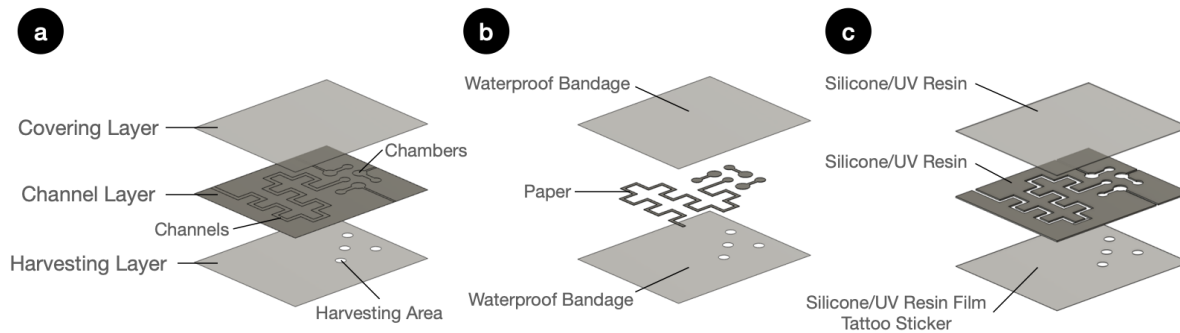 a
Covering Layer
Chambers
Channel Layer
Channels
Harvesting Layer
Harvesting Area
b
Waterproof Bandage
Paper
Waterproof Bandage
c
Silicone/UV Resin
Silicone/UV Resin
Silicone/UV Resin Film
Tattoo Sticker